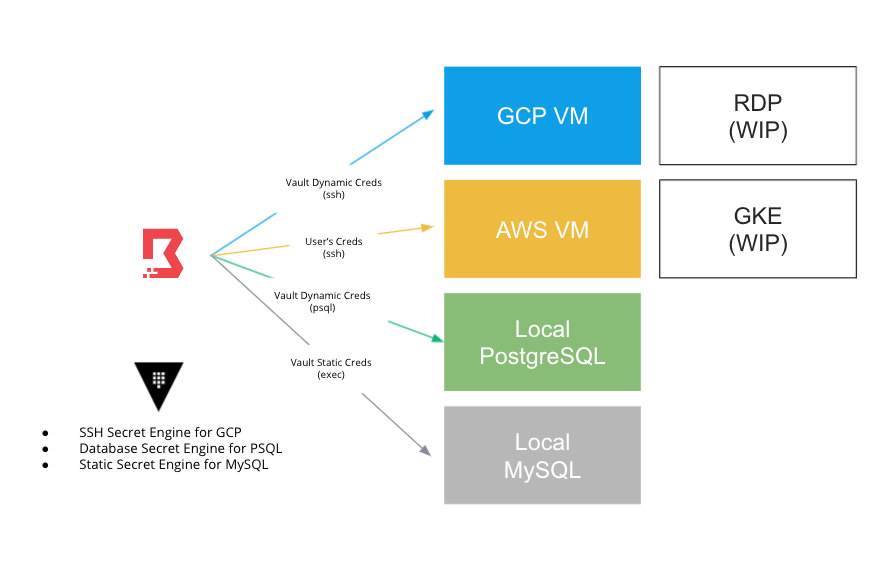 GCP VM
RDP
(WIP)
Vault Dynamic Creds
(ssh)
AWS VM
GKE
(WIP)
User's Creds
(ssh)
Vault Dynamic Creds
(psql)
Local
PostgreSQL
Vault Static Creds
(exec)
Local
MySQL
● SSH Secret Engine for GCP
● Database Secret Engine for PSQL
● Static Secret Engine for MySQL